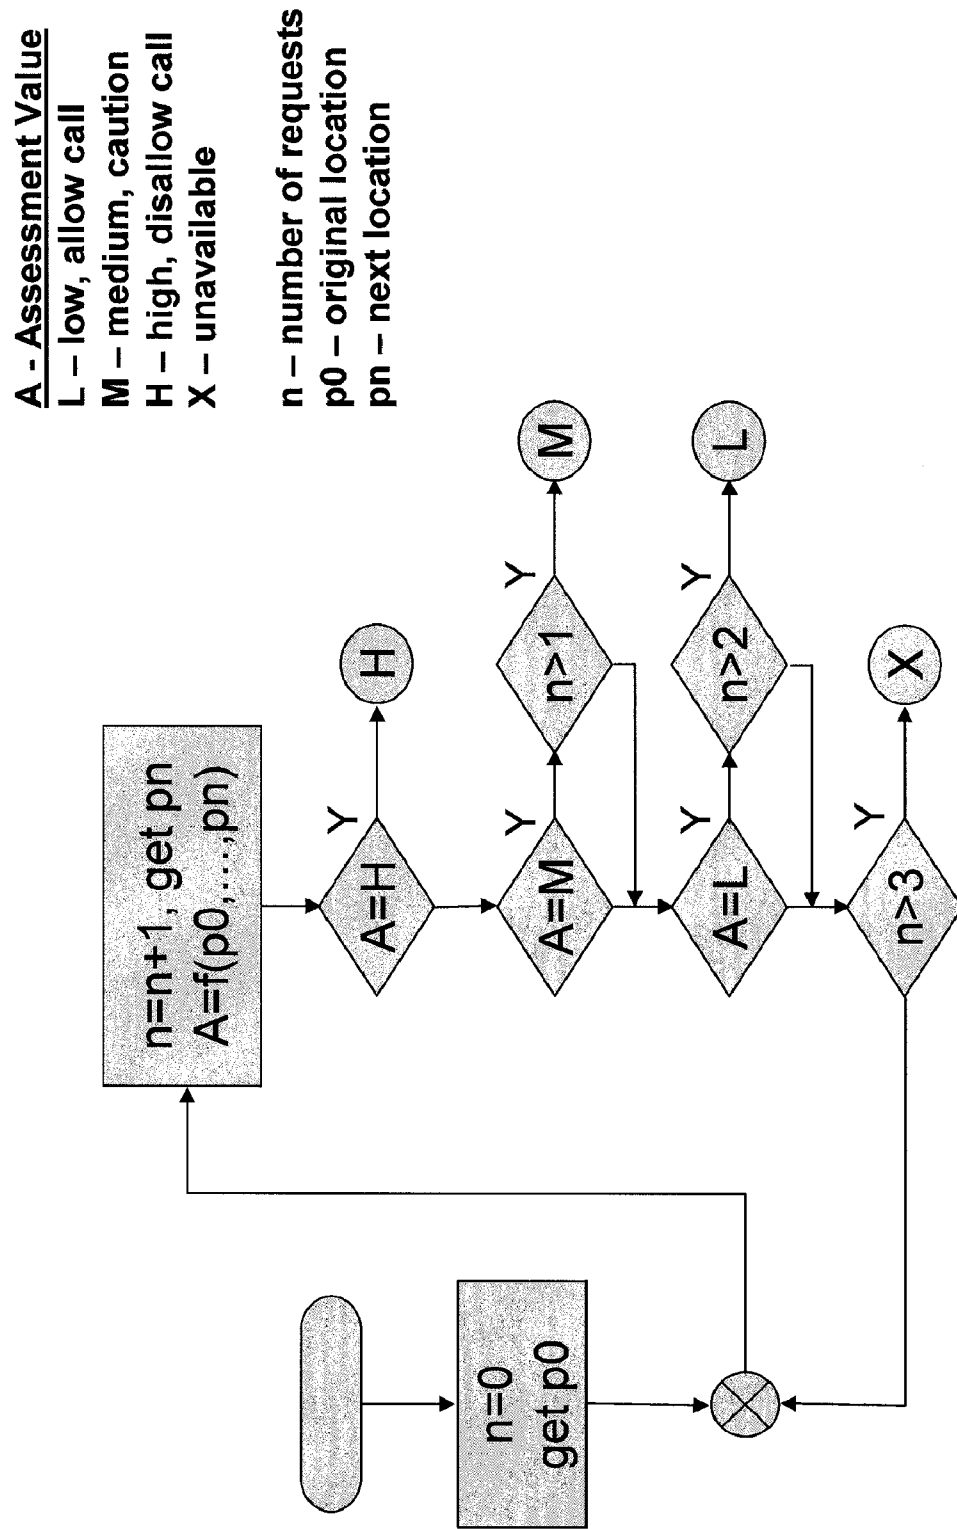 A - Assessment Value
L – low, allow call
M – medium, caution
H – high, disallow call
X – unavailable
n – number of requests
p0 – original location
pn – next location
n=0
get p0
n=n+1, get pn
A=f(p0,....,pn)
A=H
Y
H
A=M
Y
n>1
Y
M
A=L
Y
n>2
Y
L
n>3
Y
X